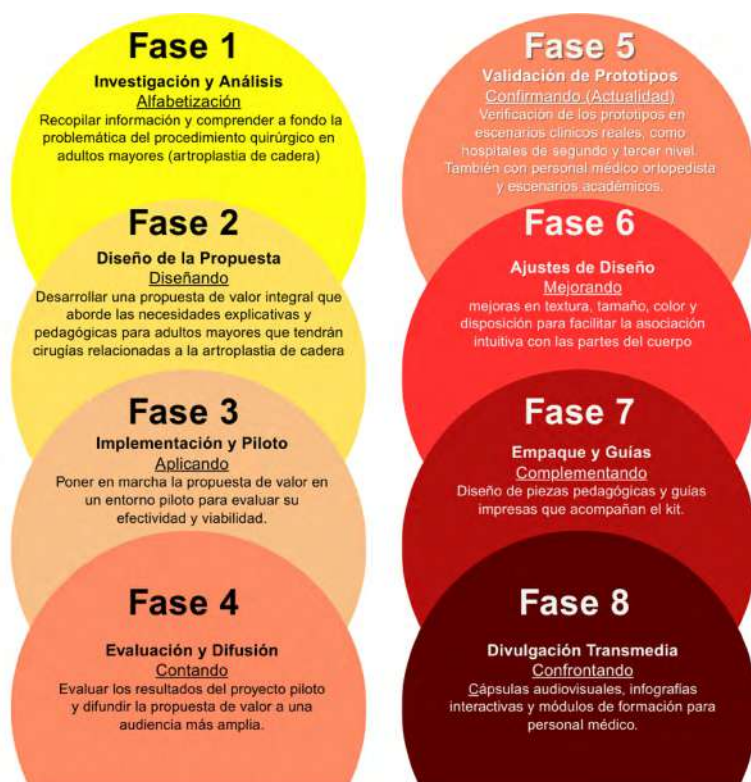 Fase 1
Investigación y Análisis
Alfabetización
Recopilar información y comprender a fondo la
problemática del procedimiento quirúrgico en
adultos mayores (artroplastia de cadera)
Fase 2
Diseño de la Propuesta
Diseñando
Desarrollar una propuesta de valor integral que
aborde las necesidades explicativas y
pedagógicas para adultos mayores que tendrán
cirugías relacionadas a la artroplastia de cadera
Fase 3
Implementación y Piloto
Aplicando
Poner en marcha la propuesta de valor en
un entorno piloto para evaluar su
efectividad y viabilidad.
Fase 4
Evaluación y Difusión
Contando
Evaluar los resultados del proyecto piloto
y difundir la propuesta de valor a una
audiencia más amplia.
Fase 5
Validación de Prototipos
Confirmando (Actualidad)
Verificación de los prototipos en
escenarios clínicos reales, como
hospitales de segundo y tercer nivel.
También con personal médico ortopedista
y escenarios académicos.
Fase 6
Ajustes de Diseño
Mejorando
mejoras en textura, tamaño, color y
disposición para facilitar la asociación
intuitiva con las partes del cuerpo
Fase 7
Empaque y Guías
Complementando
Diseño de piezas pedagógicas y guías
impresas que acompañan el kit.
Fase 8
Divulgación Transmedia
Confrontando
Cápsulas audiovisuales, infografías
interactivas y módulos de formación para
personal médico.